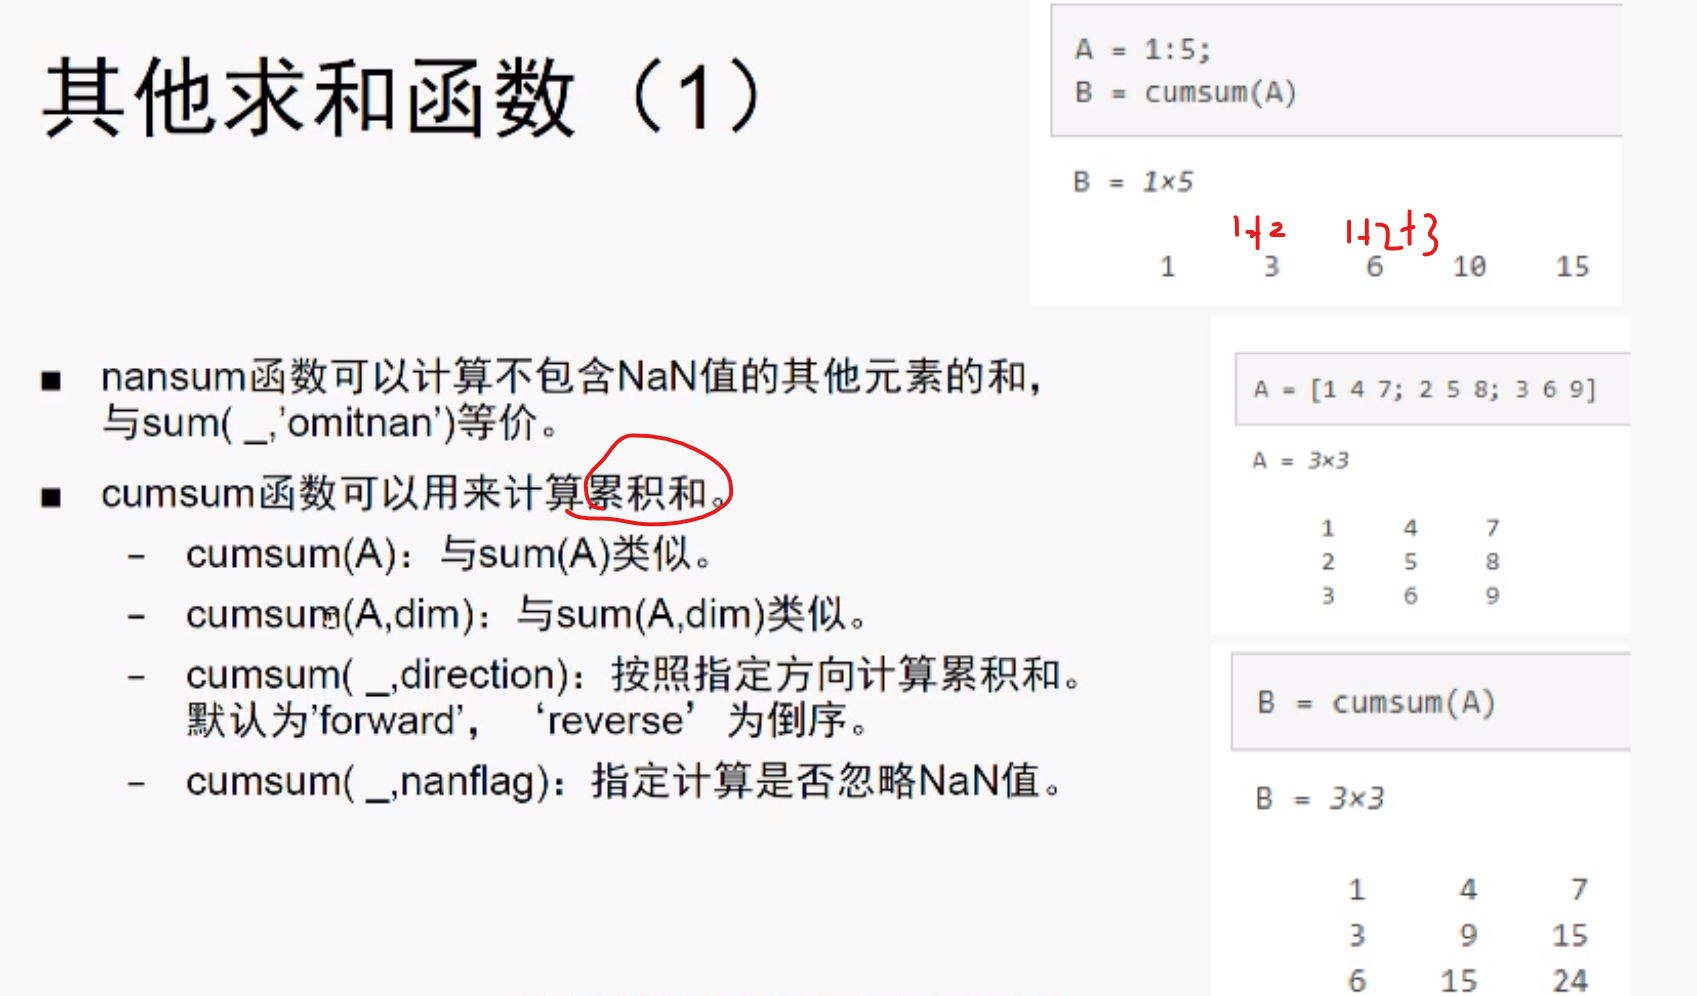 其他求和函数（1）
■ nansum函数可以计算不包含NaN值的其他元素的和，
与sum( _,'omitnan')等价。
■ cumsum函数可以用来计算累积和。
– cumsum(A)：与sum(A)类似。
– cumsum(A,dim)：与sum(A,dim)类似。
– cumsum( _,direction)：按照指定方向计算累积和。
默认为'forward'，‘reverse’为倒序。
– cumsum( _,nanflag)：指定计算是否忽略NaN值。
A = 1:5;
B = cumsum(A)
B = 1×5
1+2 1+2+3
1 3 6 10 15
A = [1 4 7; 2 5 8; 3 6 9]
A = 3×3
1 4 7
2 5 8
3 6 9
B = cumsum(A)
B = 3×3
1 4 7
3 9 15
6 15 24